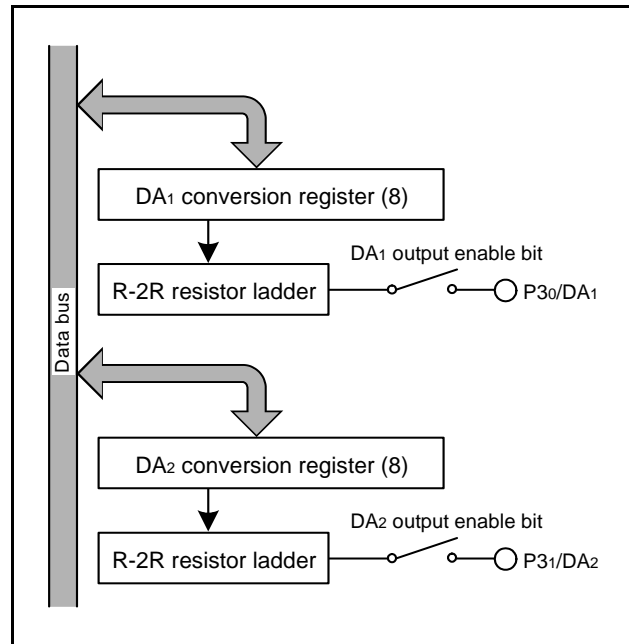 DA1 conversion register (8)
DA1 output enable bit
R-2R resistor ladder
P30/DA1
Data bus
DA2 conversion register (8)
DA2 output enable bit
R-2R resistor ladder
P31/DA2